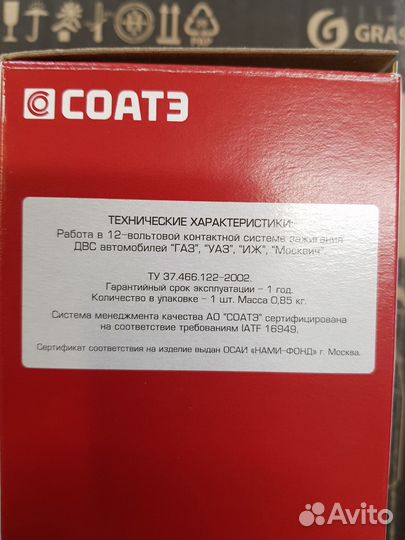 GRAS
СОАТЭ
ТЕХНИЧЕСКИЕ ХАРАКТЕРИСТИКИ:
Работа в 12-вольтовой контактной системе зажигания
ДВС автомобилей "ГАЗ", "УАЗ", "ИЖ", "Москвич".
ТУ 37.466.122-2002.
Гарантийный срок эксплуатации - 1 год.
Количество в упаковке - 1 шт. Масса 0,85 кг.
Система менеджмента качества АО "СОАТЭ" сертифицирована
на соответствие требованиям IATF 16949.
Сертификат соответствия на изделие выдан ОСАИ «НАМИ-ФОНД» г. Москва.
Avito